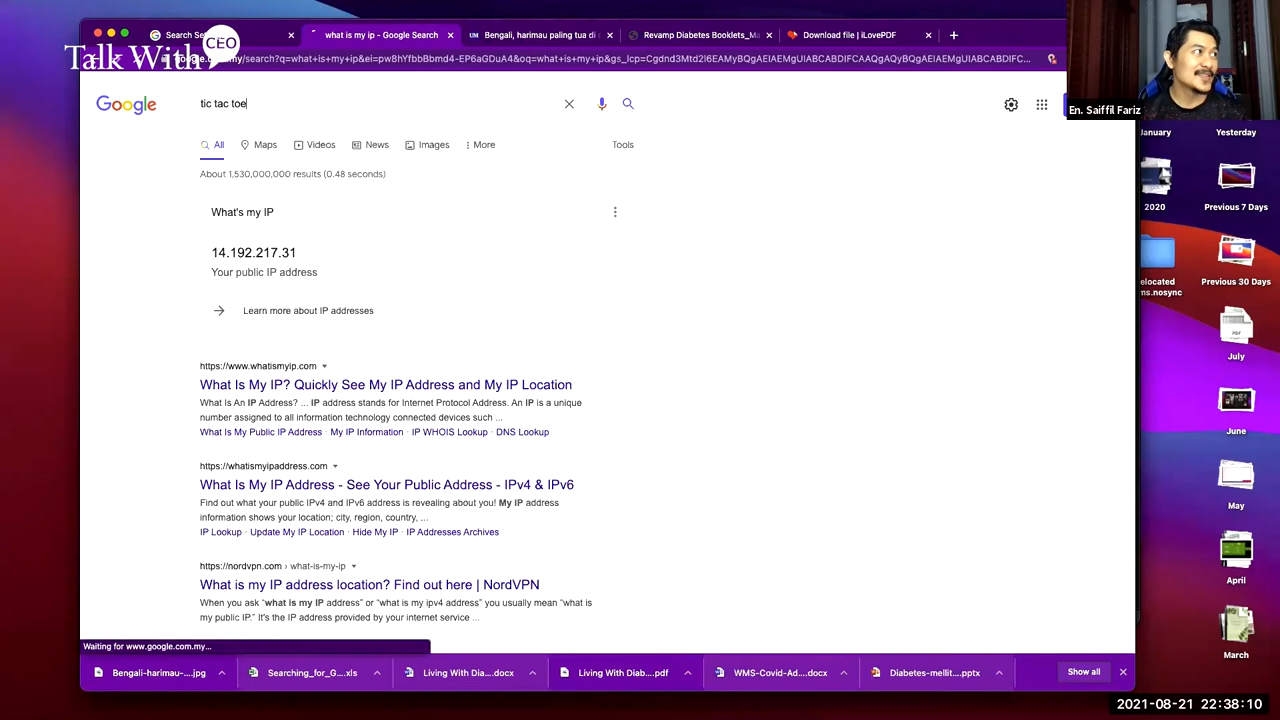 Talk With
CEO
Search Se
what is my ip - Google Search
Bengali, harimau paling tua di d
Revamp Diabetes Booklets_Ma
Download file | iLovePDF
UM
En. Saiffil Fariz
Google
tic tac toe
All
Maps
Videos
News
Images
More
Tools
About 1,530,000,000 results (0.48 seconds)
What's my IP
14.192.217.31
Your public IP address
Learn more about IP addresses
https://www.whatismyip.com
What Is My IP? Quickly See My IP Address and My IP Location
What Is An IP Address? ... IP address stands for Internet Protocol Address. An IP is a unique
number assigned to all information technology connected devices such ...
What Is My Public IP Address · My IP Information · IP WHOIS Lookup · DNS Lookup
https://whatismyipaddress.com
What Is My IP Address - See Your Public Address - IPv4 & IPv6
Find out what your public IPv4 and IPv6 address is revealing about you! My IP address
information shows your location; city, region, country, ...
IP Lookup · Update My IP Location · Hide My IP · IP Addresses Archives
https://nordvpn.com › what-is-my-ip
What is my IP address location? Find out here | NordVPN
When you ask “what is my IP address” or “what is my ipv4 address” you usually mean “what is
my public IP.” It's the IP address provided by your internet service ...
Waiting for www.google.com.my...
Bengali-harimau-....jpg
Searching_for_G....xls
Living With Dia....docx
Living With Diab....pdf
WMS-Covid-Ad....docx
Diabetes-mellit....pptx
Show all
January
Yesterday
2020
Previous 7 Days
elocated
ms.nosync
Previous 30 Days
PDF
July
June
May
April
March
2021-08-21 22:38:10